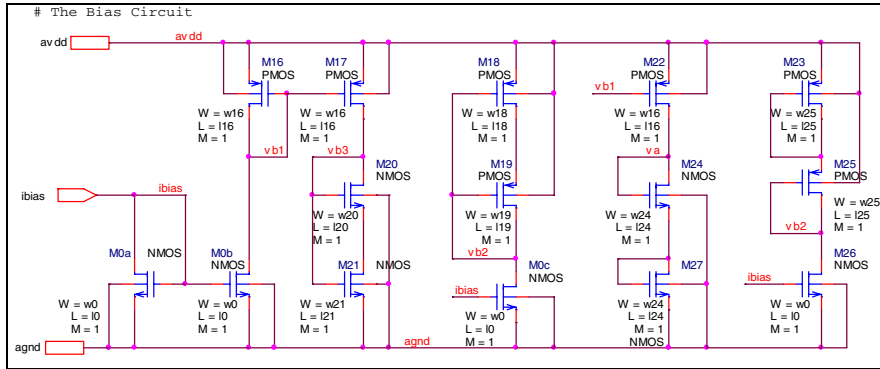 # The Bias Circuit
avdd
avdd
M16
PMOS
W = w16
L = l16
M = 1
vb1
M17
PMOS
W = w16
L = l16
M = 1
vb3
M18
PMOS
W = w18
L = l18
M = 1
M22
PMOS
vb1
W = w16
L = l16
M = 1
va
M23
PMOS
W = w25
L = l25
M = 1
M20
NMOS
W = w20
L = l20
M = 1
M19
PMOS
W = w19
L = l19
M = 1
vb2
M24
NMOS
W = w24
L = l24
M = 1
M25
PMOS
W = w25
L = l25
M = 1
vb2
ibias
ibias
M0a
NMOS
W = w0
L = l0
M = 1
M0b
NMOS
W = w0
L = l0
M = 1
M21
NMOS
W = w21
L = l21
M = 1
M0c
NMOS
ibias
W = w0
L = l0
M = 1
M27
W = w24
L = l24
M = 1
NMOS
M26
NMOS
ibias
W = w0
L = l0
M = 1
agnd
agnd